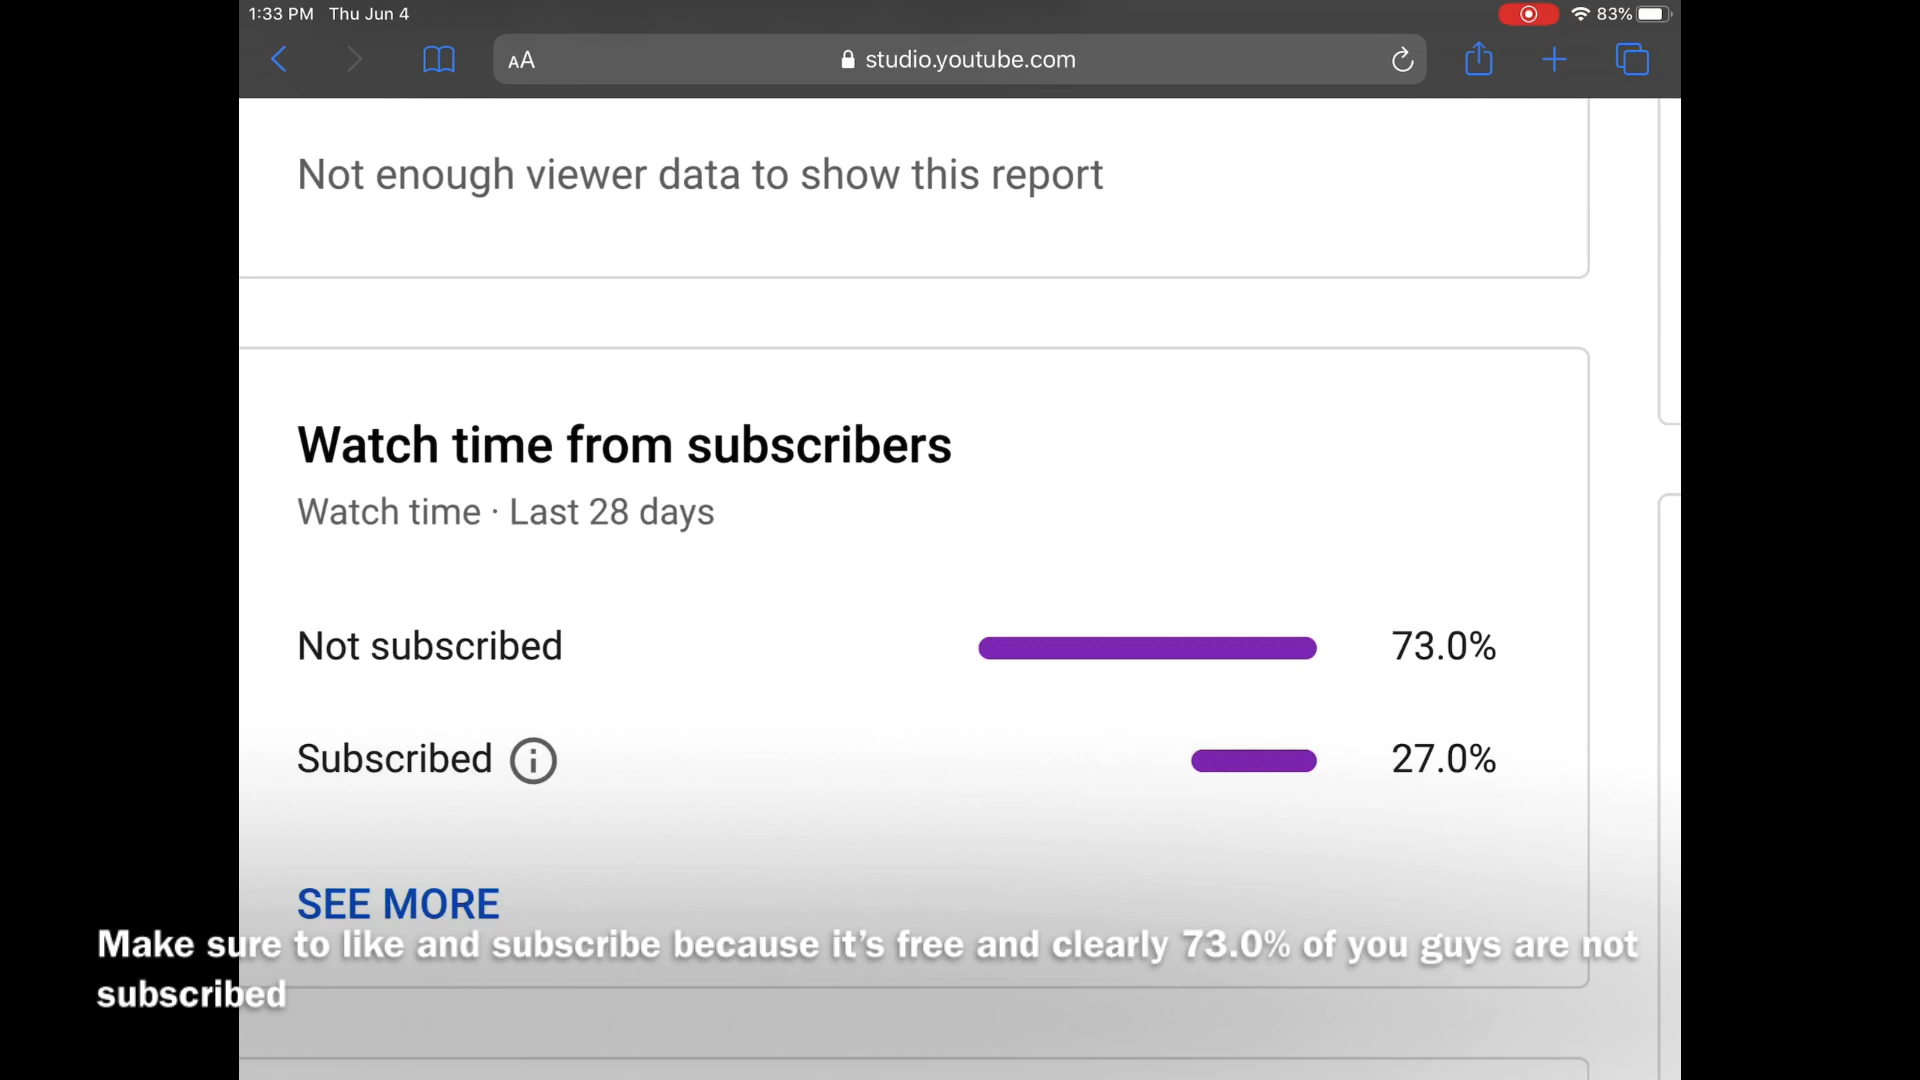 1:33 PM Thu Jun 4
83%
AA
studio.youtube.com
Not enough viewer data to show this report
Watch time from subscribers
Watch time · Last 28 days
Not subscribed 73.0%
Subscribed 27.0%
SEE MORE
Make sure to like and subscribe because it’s free and clearly 73.0% of you guys are not
subscribed